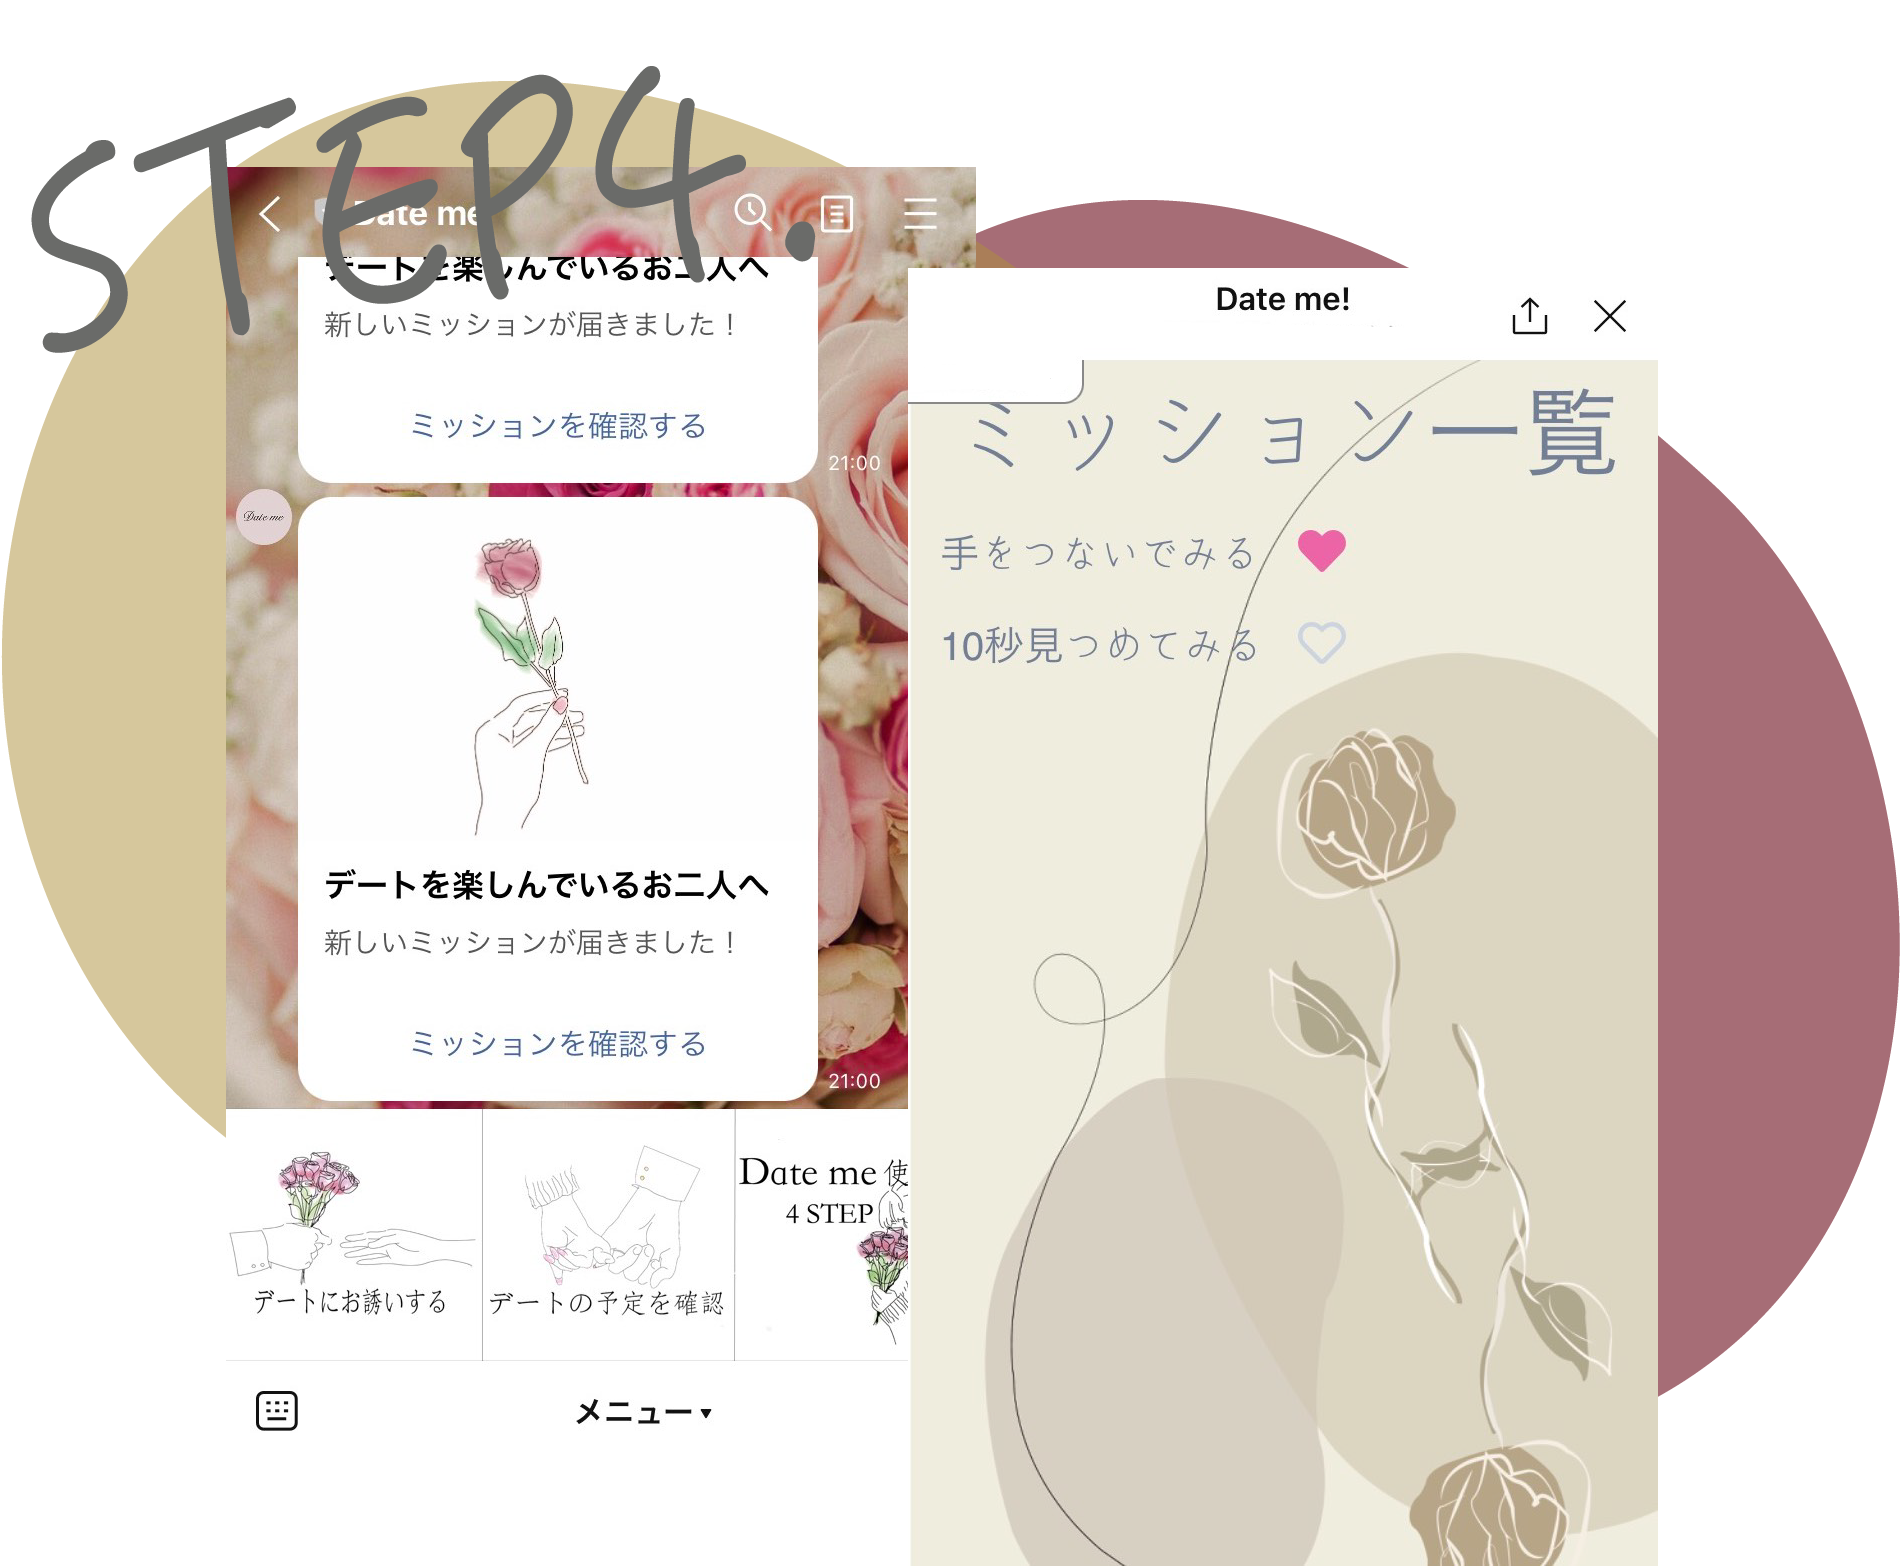 STEP4.
Date me
デートを楽しんでいるお二人へ
新しいミッションが届きました！
ミッションを確認する
21:00
Date me
デートを楽しんでいるお二人へ
新しいミッションが届きました！
ミッションを確認する
21:00
デートにお誘いする
デートの予定を確認
Date me 使
4 STEP
メニュー ▾
Date me!
ミッション一覧
手をつないでみる
10秒見つめてみる